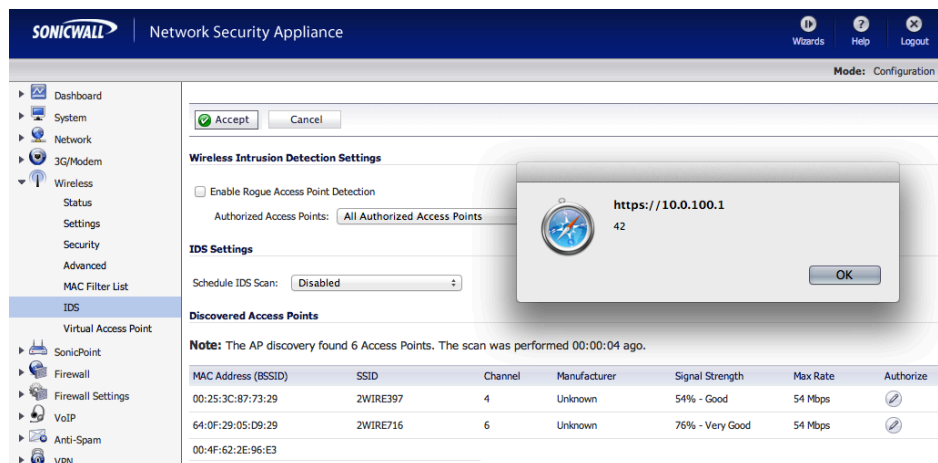 SONICWALL Network Security Appliance
Wizards Help Logout
Mode: Configuration
Dashboard
System
Network
3G/Modem
Wireless
Status
Settings
Security
Advanced
MAC Filter List
IDS
Virtual Access Point
SonicPoint
Firewall
Firewall Settings
VoIP
Anti-Spam
VPN
Accept Cancel
Wireless Intrusion Detection Settings
Enable Rogue Access Point Detection
Authorized Access Points: All Authorized Access Points
IDS Settings
Schedule IDS Scan: Disabled
Discovered Access Points
Note: The AP discovery found 6 Access Points. The scan was performed 00:00:04 ago.
MAC Address (BSSID) SSID Channel Manufacturer Signal Strength Max Rate Authorize
00:25:3C:87:73:29 2WIRE397 4 Unknown 54% - Good 54 Mbps
64:0F:29:05:D9:29 2WIRE716 6 Unknown 76% - Very Good 54 Mbps
00:4F:62:2E:96:E3
https://10.0.100.1
42
OK